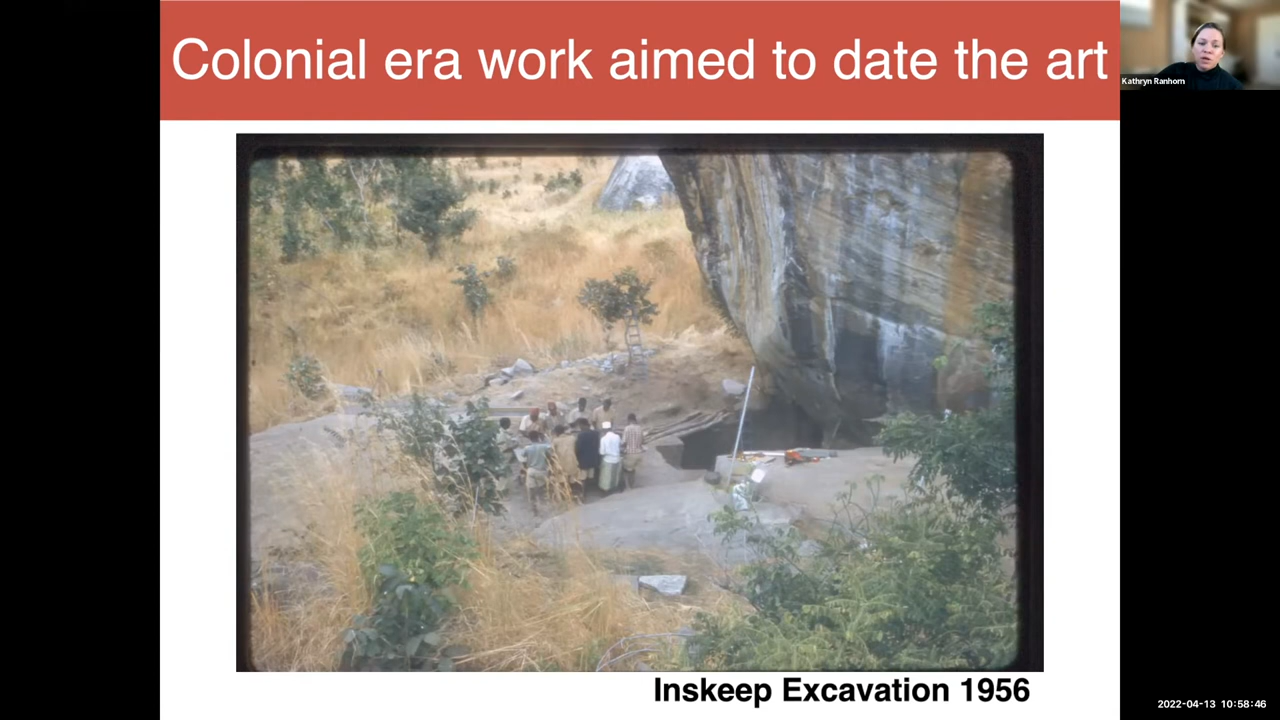 Colonial era work aimed to date the art
Kathryn Ranhorn
Inskeep Excavation 1956
2022-04-13 10:58:46